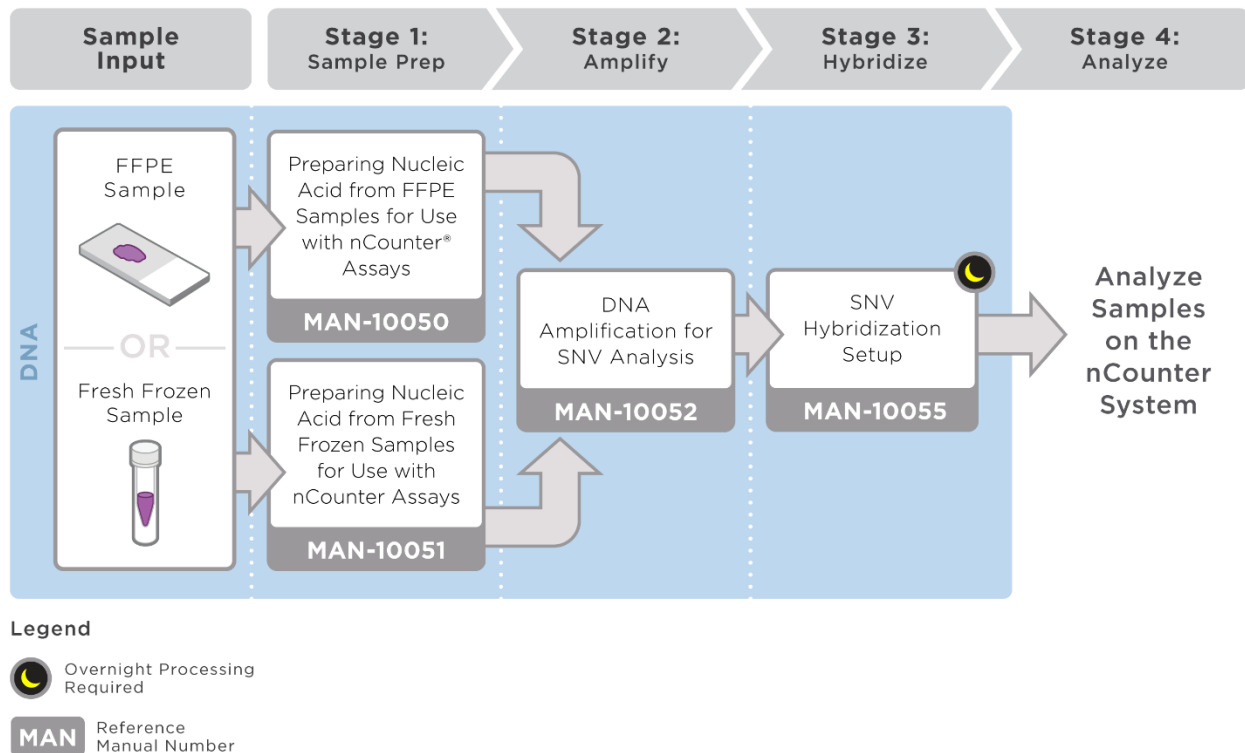 Sample
Input
Stage 1:
Sample Prep
Stage 2:
Amplify
Stage 3:
Hybridize
Stage 4:
Analyze
DNA
FFPE
Sample
OR
Fresh Frozen
Sample
Preparing Nucleic
Acid from FFPE
Samples for Use
with nCounter®
Assays
MAN-10050
Preparing Nucleic
Acid from Fresh
Frozen Samples
for Use with
nCounter Assays
MAN-10051
DNA
Amplification for
SNV Analysis
MAN-10052
SNV
Hybridization
Setup
MAN-10055
Analyze
Samples
on the
nCounter
System
Legend
Overnight Processing
Required
MAN
Reference
Manual Number